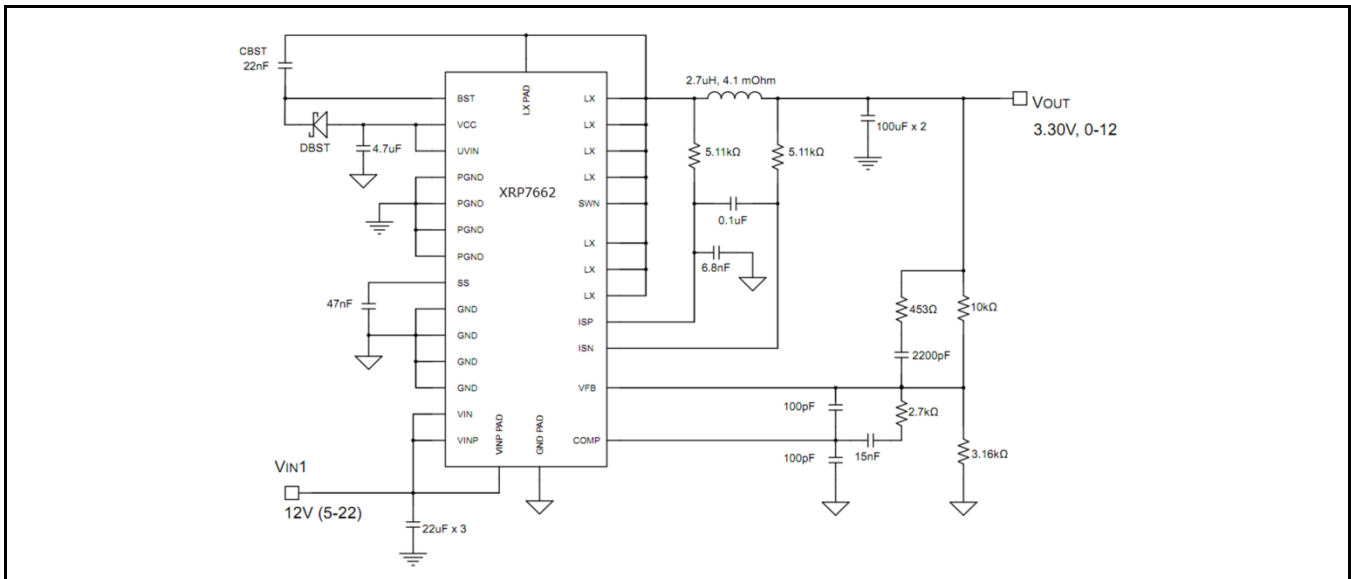 CBST
22nF
DBST
4.7uF
47nF
VIN1
12V (5-22)
22uF x 3
LX PAD
BST
VCC
UVIN
PGND
PGND
PGND
PGND
SS
GND
GND
GND
GND
VIN
VINP
XRP7662
VINP PAD
GND PAD
LX
LX
LX
LX
SWN
LX
LX
LX
ISP
ISN
VFB
COMP
2.7uH, 4.1 mOhm
5.11kΩ
5.11kΩ
0.1uF
6.8nF
100uF x 2
VOUT
3.30V, 0-12
453Ω
10kΩ
2200pF
100pF
2.7kΩ
100pF
15nF
3.16kΩ